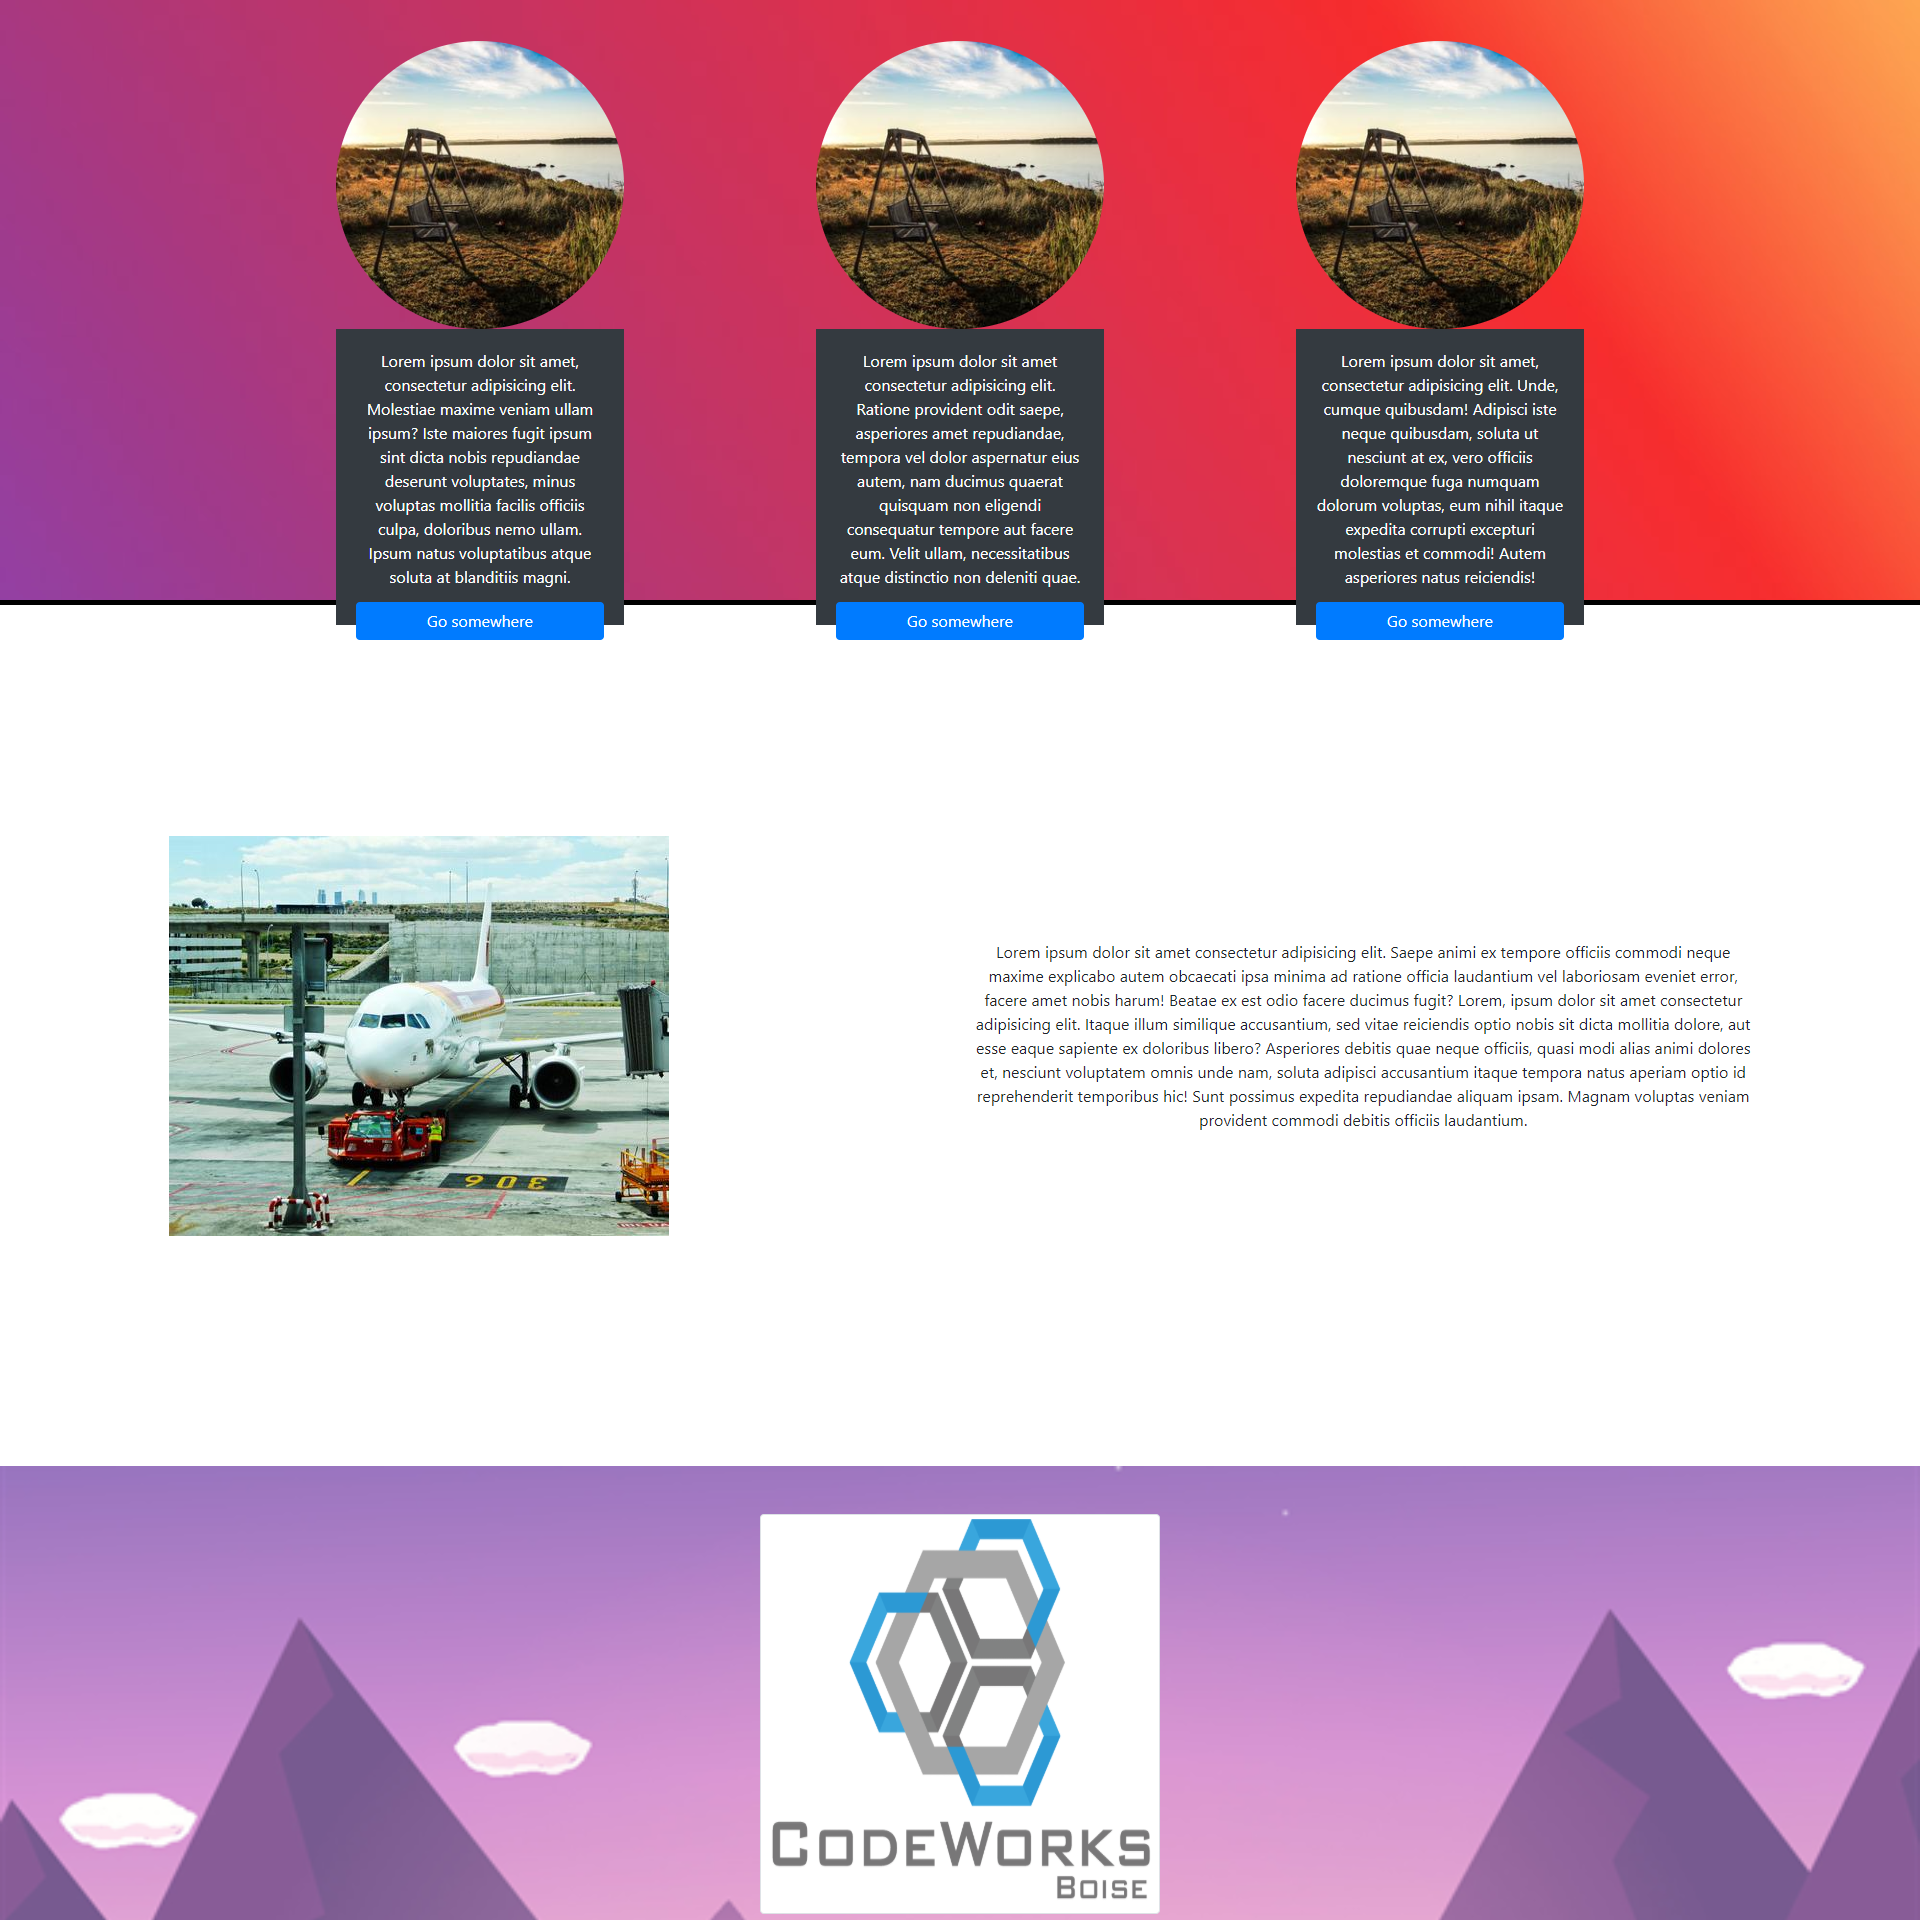 Lorem ipsum dolor sit amet,
consectetur adipisicing elit.
Molestiae maxime veniam ullam
ipsum? Iste maiores fugit ipsum
sint dicta nobis repudiandae
deserunt voluptates, minus
voluptas mollitia facilis officiis
culpa, doloribus nemo ullam.
Ipsum natus voluptatibus atque
soluta at blanditiis magni.
Go somewhere
Lorem ipsum dolor sit amet
consectetur adipisicing elit.
Ratione provident odit saepe,
asperiores amet repudiandae,
tempora vel dolor aspernatur eius
autem, nam ducimus quaerat
quisquam non eligendi
consequatur tempore aut facere
eum. Velit ullam, necessitatibus
atque distinctio non deleniti quae.
Go somewhere
Lorem ipsum dolor sit amet,
consectetur adipisicing elit. Unde,
cumque quibusdam! Adipisci iste
neque quibusdam, soluta ut
nesciunt at ex, vero officiis
doloremque fuga numquam
dolorum voluptas, eum nihil itaque
expedita corrupti excepturi
molestias et commodi! Autem
asperiores natus reiciendis!
Go somewhere
Lorem ipsum dolor sit amet consectetur adipisicing elit. Saepe animi ex tempore officiis commodi neque
maxime explicabo autem obcaecati ipsa minima ad ratione officia laudantium vel laboriosam eveniet error,
facere amet nobis harum! Beatae ex est odio facere ducimus fugit? Lorem, ipsum dolor sit amet consectetur
adipisicing elit. Itaque illum similique accusantium, sed vitae reiciendis optio nobis sit dicta mollitia dolore, aut
esse eaque sapiente ex doloribus libero? Asperiores debitis quae neque officiis, quasi modi alias animi dolores
et, nesciunt voluptatem omnis unde nam, soluta adipisci accusantium itaque tempora natus aperiam optio id
reprehenderit temporibus hic! Sunt possimus expedita repudiandae aliquam ipsam. Magnam voluptas veniam
provident commodi debitis officiis laudantium.
CODEWORKS
BOISE